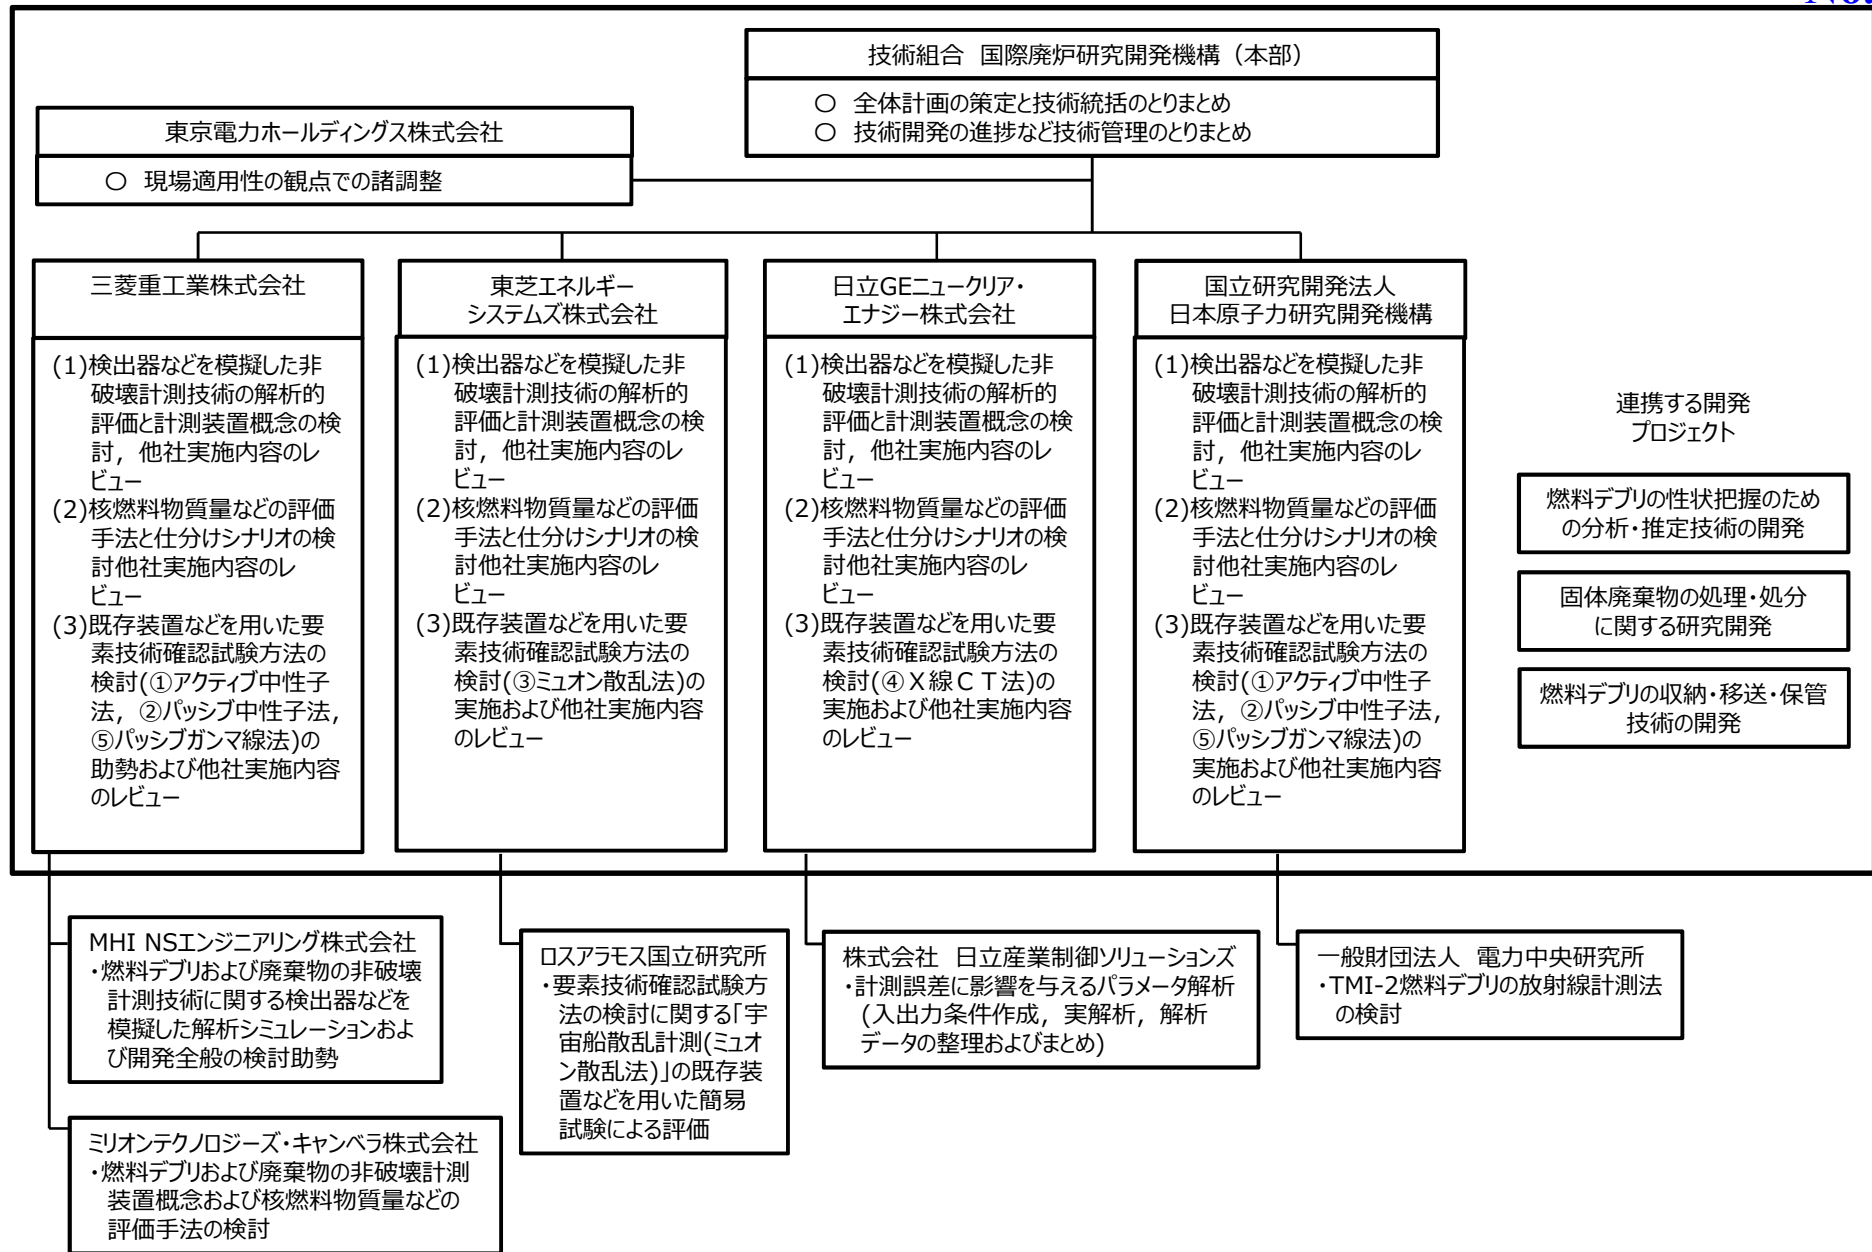 No.
技術組合　国際廃炉研究開発機構（本部）
○　全体計画の策定と技術統括のとりまとめ
○　技術開発の進捗など技術管理のとりまとめ
東京電力ホールディングス株式会社
○　現場適用性の観点での諸調整
三菱重工業株式会社
(1)検出器などを模擬した非
破壊計測技術の解析的
評価と計測装置概念の検
討，他社実施内容のレ
ビュー
(2)核燃料物質量などの評価
手法と仕分けシナリオの検
討他社実施内容のレ
ビュー
(3)既存装置などを用いた要
素技術確認試験方法の
検討(①アクティブ中性子
法，②パッシブ中性子法，
⑤パッシブガンマ線法)の
助勢および他社実施内容
のレビュー
東芝エネルギー
システムズ株式会社
(1)検出器などを模擬した非
破壊計測技術の解析的
評価と計測装置概念の検
討，他社実施内容のレ
ビュー
(2)核燃料物質量などの評価
手法と仕分けシナリオの検
討他社実施内容のレ
ビュー
(3)既存装置などを用いた要
素技術確認試験方法の
検討(③ミュオン散乱法)の
実施および他社実施内容
のレビュー
日立GEニュークリア・
エナジー株式会社
(1)検出器などを模擬した非
破壊計測技術の解析的
評価と計測装置概念の検
討，他社実施内容のレ
ビュー
(2)核燃料物質量などの評価
手法と仕分けシナリオの検
討他社実施内容のレ
ビュー
(3)既存装置などを用いた要
素技術確認試験方法の
検討(④Ｘ線ＣＴ法)の
実施および他社実施内容
のレビュー
国立研究開発法人
日本原子力研究開発機構
(1)検出器などを模擬した非
破壊計測技術の解析的
評価と計測装置概念の検
討，他社実施内容のレ
ビュー
(2)核燃料物質量などの評価
手法と仕分けシナリオの検
討他社実施内容のレ
ビュー
(3)既存装置などを用いた要
素技術確認試験方法の
検討(①アクティブ中性子
法，②パッシブ中性子法，
⑤パッシブガンマ線法)の
実施および他社実施内容
のレビュー
連携する開発
プロジェクト
燃料デブリの性状把握のため
の分析・推定技術の開発
固体廃棄物の処理・処分
に関する研究開発
燃料デブリの収納・移送・保管
技術の開発
MHI NSエンジニアリング株式会社
・燃料デブリおよび廃棄物の非破壊
計測技術に関する検出器などを
模擬した解析シミュレーションおよ
び開発全般の検討助勢
ミリオンテクノロジーズ・キャンベラ株式会社
・燃料デブリおよび廃棄物の非破壊計測
装置概念および核燃料物質量などの
評価手法の検討
ロスアラモス国立研究所
・要素技術確認試験方
法の検討に関する「宇
宙船散乱計測(ミュオ
ン散乱法)」の既存装
置などを用いた簡易
試験による評価
株式会社　日立産業制御ソリューションズ
・計測誤差に影響を与えるパラメータ解析
(入出力条件作成，実解析，解析
データの整理およびまとめ)
一般財団法人　電力中央研究所
・TMI-2燃料デブリの放射線計測法
の検討